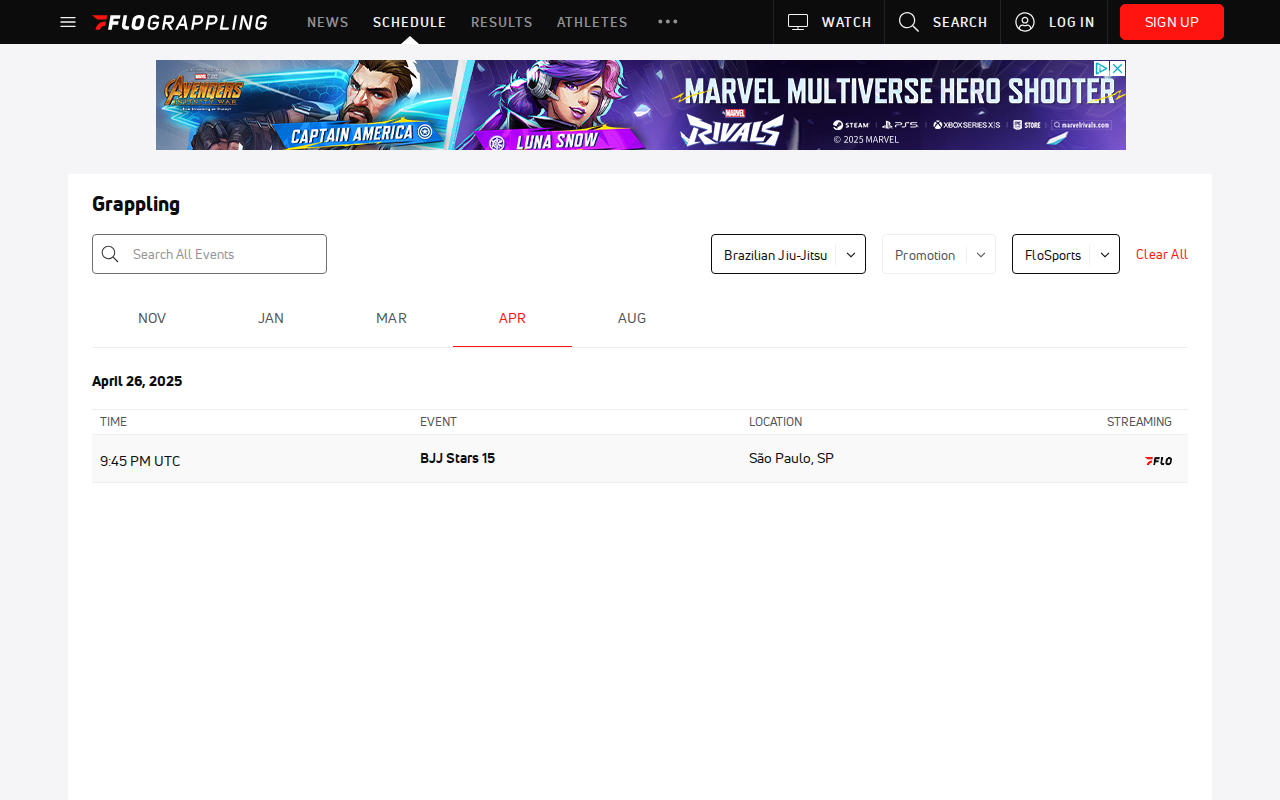 FLOGRAPPLING NEWS SCHEDULE RESULTS ATHLETES ••• WATCH SEARCH LOG IN SIGN UP
MARVEL
AVENGERS
INFINITY WAR
CAPTAIN AMERICA
LUNA SNOW
MARVEL MULTIVERSE HERO SHOOTER
MARVEL
RIVALS
STEAM PS5 XBOX SERIES X|S STORE marvelrivals.com
© 2025 MARVEL
Grappling
Search All Events Brazilian Jiu-Jitsu Promotion FloSports Clear All
NOV JAN MAR APR AUG
April 26, 2025
TIME EVENT LOCATION STREAMING
9:45 PM UTC BJJ Stars 15 São Paulo, SP FLO